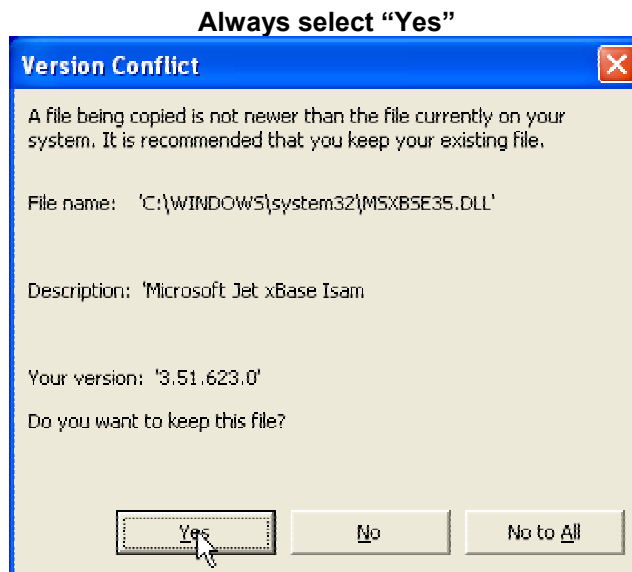 Always select “Yes”
Version Conflict
A file being copied is not newer than the file currently on your
system. It is recommended that you keep your existing file.
File name: 'C:\WINDOWS\system32\MSXBSE35.DLL'
Description: 'Microsoft Jet xBase Isam
Your version: '3.51.623.0'
Do you want to keep this file?
Yes No No to All